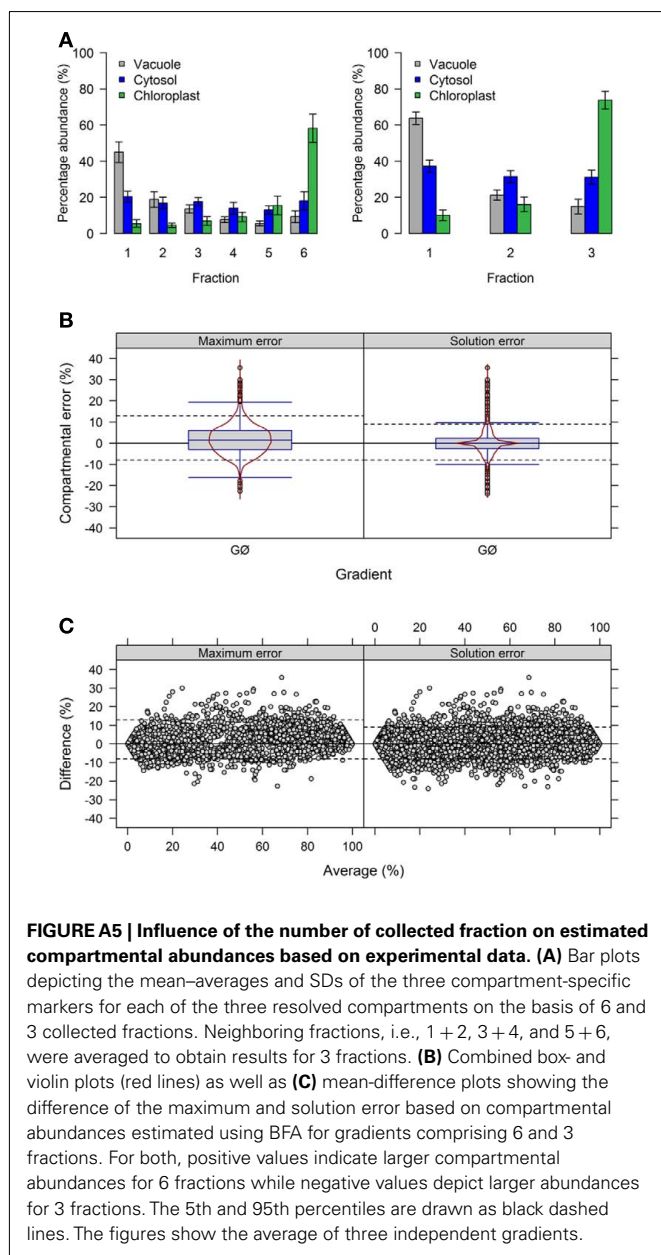 A
100
80
60
40
20
0
Percentage abundance (%)
Vacuole
Cytosol
Chloroplast
1 2 3 4 5 6
Fraction
100
80
60
40
20
0
Percentage abundance (%)
Vacuole
Cytosol
Chloroplast
1 2 3
Fraction
B
Maximum error Solution error
40
30
20
10
0
-10
-20
-30
-40
Compartmental error (%)
GØ GØ
Gradient
C
0 20 40 60 80 100
Maximum error Solution error
40
30
20
10
0
-10
-20
-30
-40
Difference (%)
0 20 40 60 80 100
Average (%)
FIGURE A5 | Influence of the number of collected fraction on estimated
compartmental abundances based on experimental data. (A) Bar plots
depicting the mean–averages and SDs of the three compartment-specific
markers for each of the three resolved compartments on the basis of 6 and
3 collected fractions. Neighboring fractions, i.e., 1 + 2, 3 + 4, and 5 + 6,
were averaged to obtain results for 3 fractions. (B) Combined box- and
violin plots (red lines) as well as (C) mean-difference plots showing the
difference of the maximum and solution error based on compartmental
abundances estimated using BFA for gradients comprising 6 and 3
fractions. For both, positive values indicate larger compartmental
abundances for 6 fractions while negative values depict larger abundances
for 3 fractions. The 5th and 95th percentiles are drawn as black dashed
lines. The figures show the average of three independent gradients.